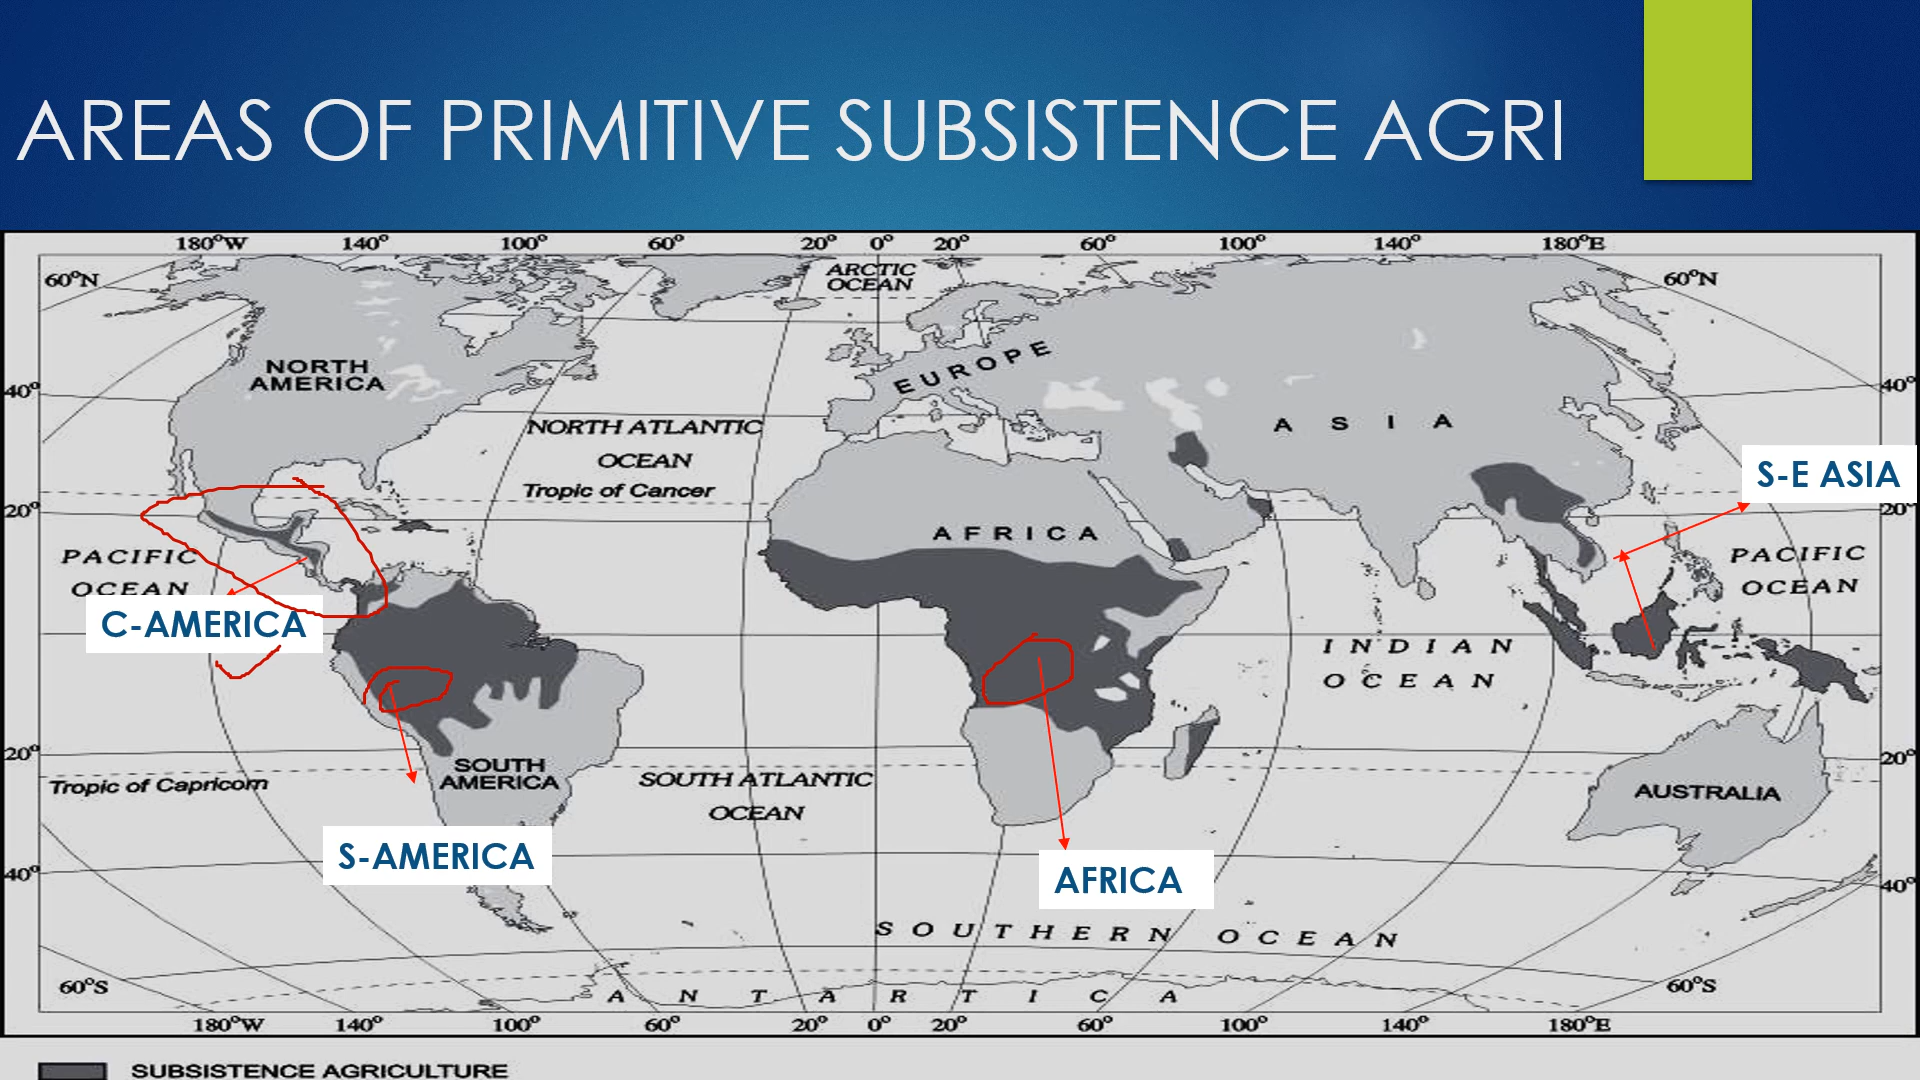 AREAS OF PRIMITIVE SUBSISTENCE AGRI
180°W 140° 100° 60° 20° 0° 20° 60° 100° 140° 180°E
60°N
ARCTIC
OCEAN
60°N
NORTH
AMERICA
EUROPE
40°
40°
ASIA
NORTH ATLANTIC
OCEAN
Tropic of Cancer
S-E ASIA
20°
20°
AFRICA
PACIFIC
OCEAN
PACIFIC
OCEAN
C-AMERICA
INDIAN
OCEAN
20°
20°
SOUTH
AMERICA
Tropic of Capricorn
SOUTH ATLANTIC
OCEAN
AUSTRALIA
S-AMERICA
AFRICA
40°
40°
SOUTHERN OCEAN
60°S
60°S
ANTARTICA
180°W 140° 100° 60° 20° 0° 20° 60° 100° 140° 180°E
SUBSISTENCE AGRICULTURE